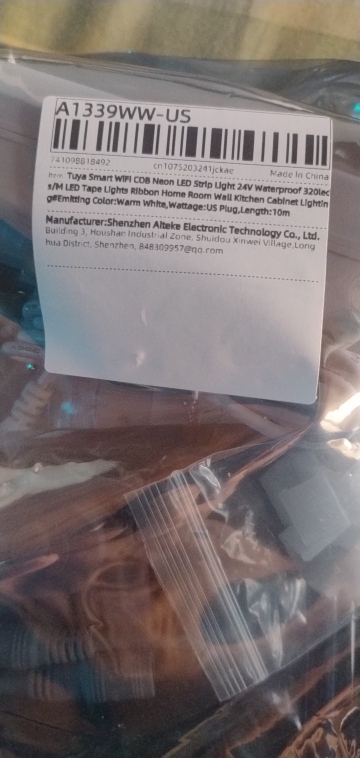 A1339WW-US
741098818492 cn1075203241jckae Made In China
Item: Tuya Smart WIFI COB Neon LED Strip Light 24V Waterproof 320lec
s/M LED Tape Lights Ribbon Home Room Wall Kitchen Cabinet Lightin
g#Emitting Color:Warm White,Wattage:US Plug,Length:10m
Manufacturer:Shenzhen Aiteke Electronic Technology Co., Ltd.
Building 3, Houshan Industrial Zone, Shuidou Xinwei Village,Long
hua District, Shenzhen, 848309957@qq.com